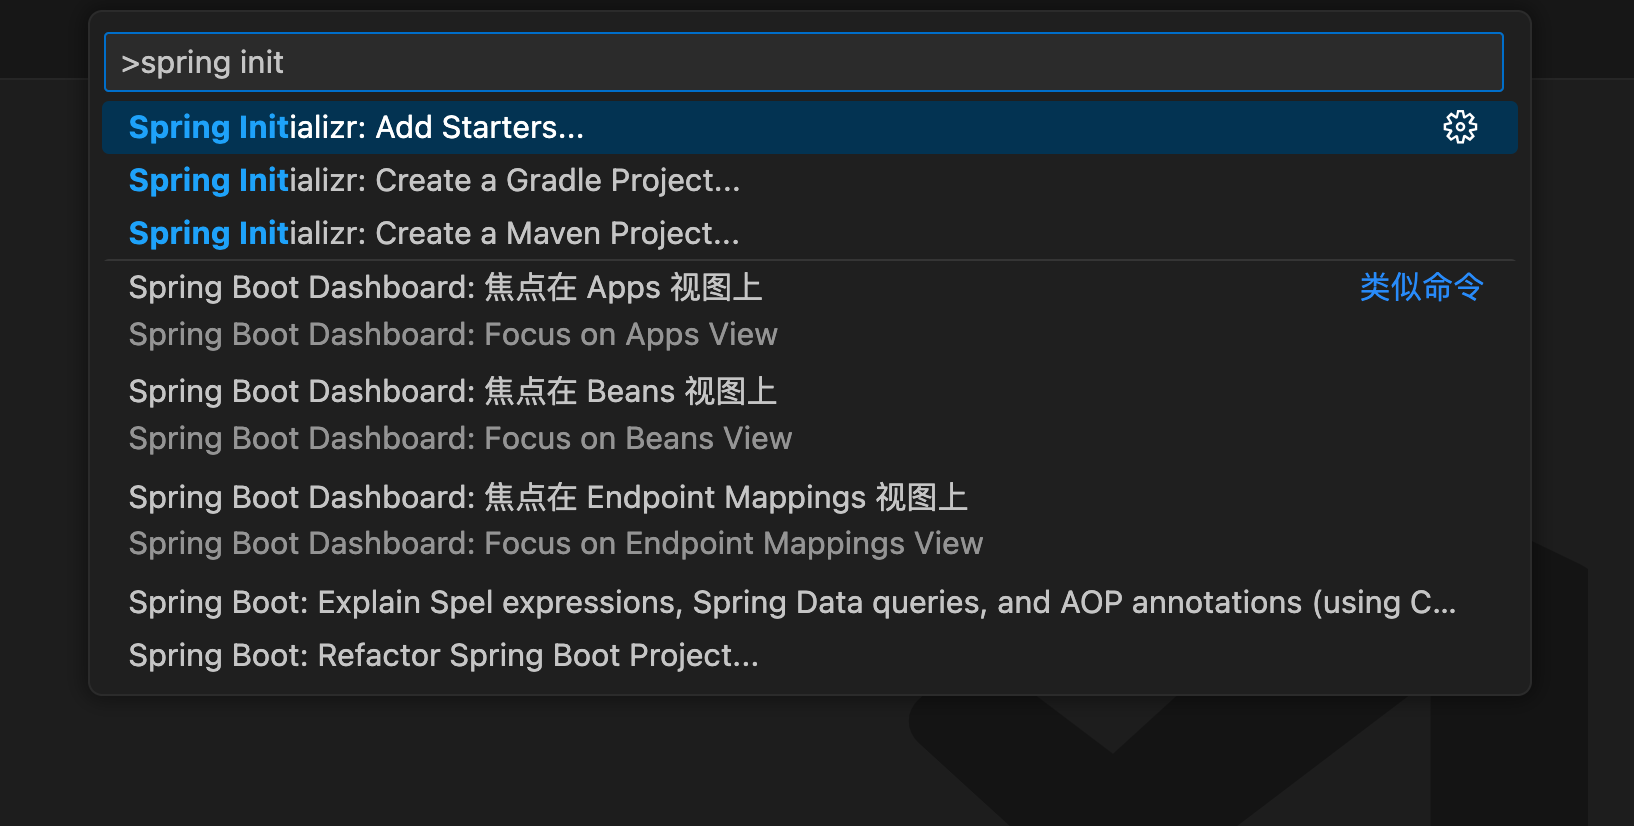 >spring init
Spring Initializr: Add Starters...
Spring Initializr: Create a Gradle Project...
Spring Initializr: Create a Maven Project...
Spring Boot Dashboard: 焦点在 Apps 视图上 类似命令
Spring Boot Dashboard: Focus on Apps View
Spring Boot Dashboard: 焦点在 Beans 视图上
Spring Boot Dashboard: Focus on Beans View
Spring Boot Dashboard: 焦点在 Endpoint Mappings 视图上
Spring Boot Dashboard: Focus on Endpoint Mappings View
Spring Boot: Explain Spel expressions, Spring Data queries, and AOP annotations (using C...
Spring Boot: Refactor Spring Boot Project...